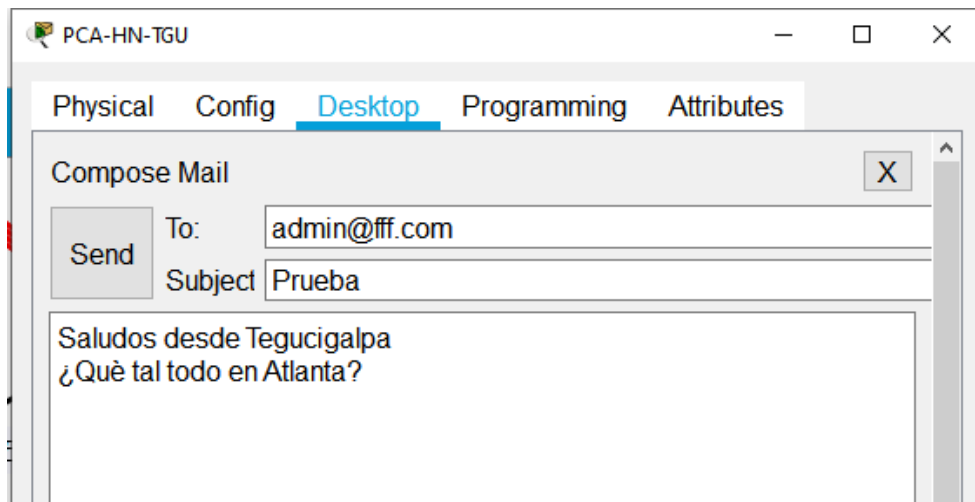 PCA-HN-TGU
Physical Config Desktop Programming Attributes
Compose Mail X
Send
To: admin@fff.com
Subject Prueba
Saludos desde Tegucigalpa
¿Què tal todo en Atlanta?